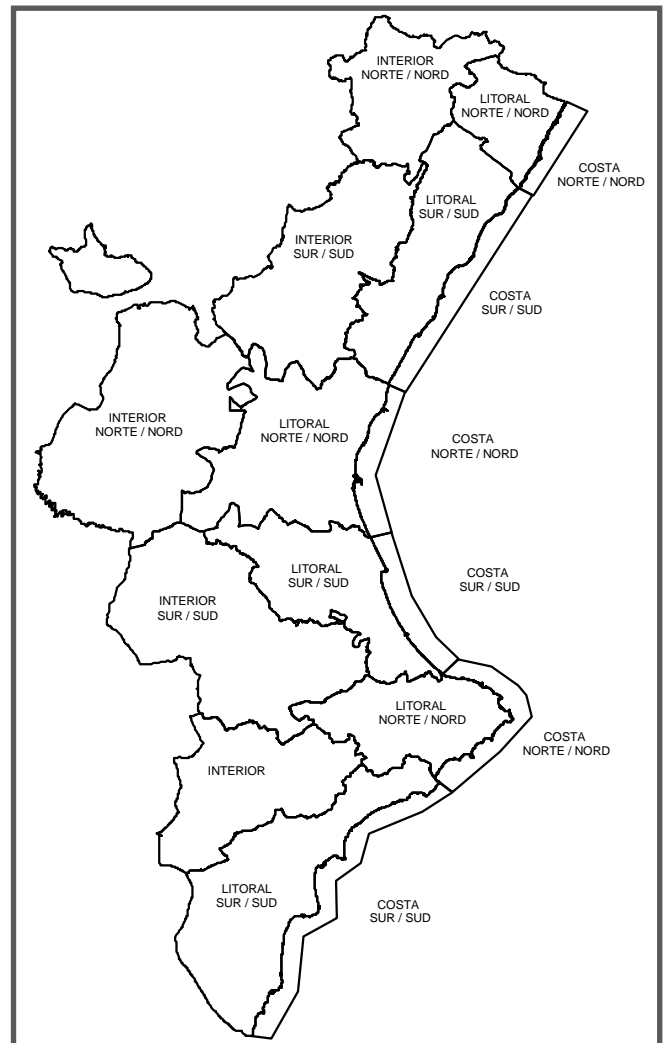 INTERIOR
NORTE / NORD
LITORAL
NORTE / NORD
COSTA
NORTE / NORD
LITORAL
SUR / SUD
INTERIOR
SUR / SUD
COSTA
SUR / SUD
INTERIOR
NORTE / NORD
LITORAL
NORTE / NORD
COSTA
NORTE / NORD
LITORAL
SUR / SUD
COSTA
SUR / SUD
INTERIOR
SUR / SUD
LITORAL
NORTE / NORD
COSTA
NORTE / NORD
INTERIOR
LITORAL
SUR / SUD
COSTA
SUR / SUD